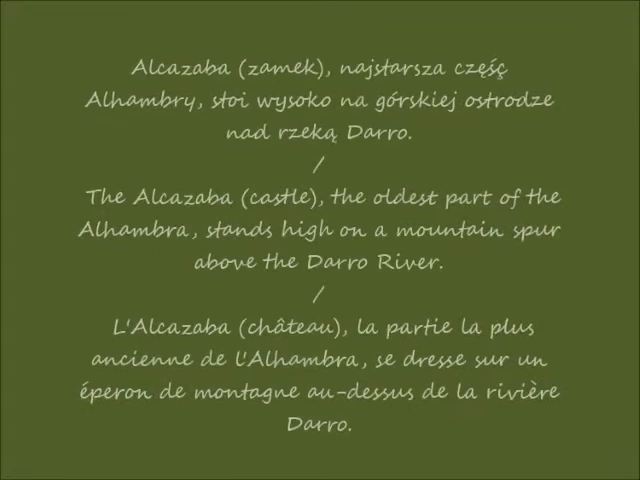 Alcazaba (zamek), najstarsza częśç
Alhambry, stoi wysoko na górskiej ostrodze
nad rzeką Darro.
/
The Alcazaba (castle), the oldest part of the
Alhambra, stands high on a mountain spur
above the Darro River.
/
L'Alcazaba (château), la partie la plus
ancienne de l'Alhambra, se dresse sur un
éperon de montagne au-dessus de la rivière
Darro.